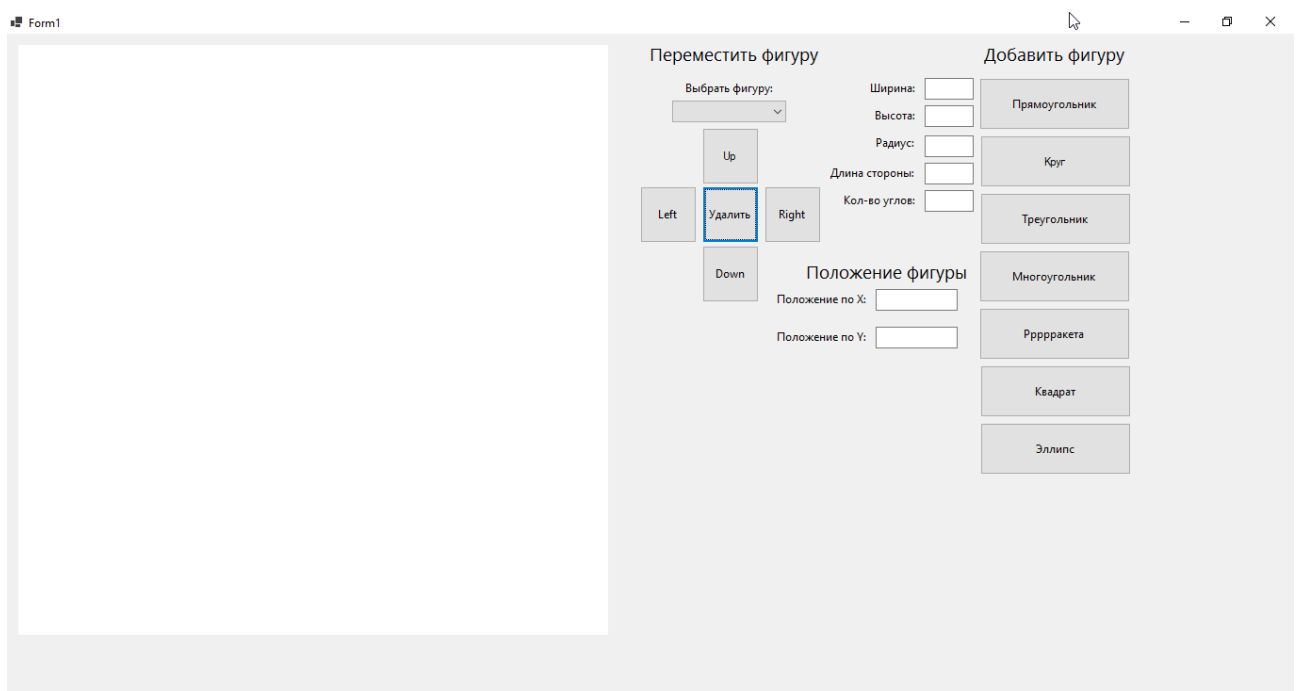 Form1
Переместить фигуру
Добавить фигуру
Выбрать фигуру:
Ширина:
Высота:
Радиус:
Длина стороны:
Кол-во углов:
Up
Left
Удалить
Right
Down
Положение фигуры
Положение по X:
Положение по Y:
Прямоугольник
Круг
Треугольник
Многоугольник
Рррррракета
Квадрат
Эллипс